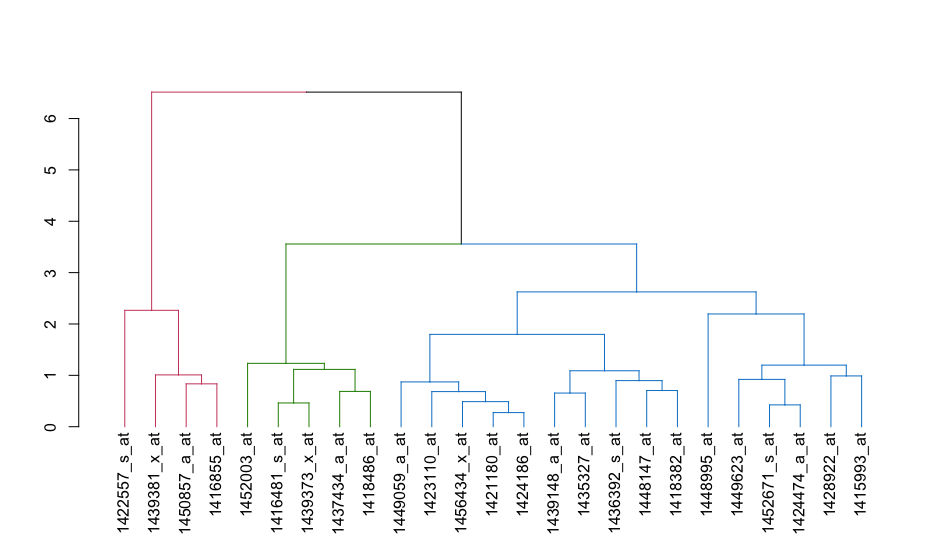 6
5
4
3
2
1
0
1422557_s_at
1439381_x_at
1450857_a_at
1416855_at
1452003_at
1416481_s_at
1439373_x_at
1437434_a_at
1418486_at
1449059_a_at
1423110_at
1456434_x_at
1421180_at
1424186_at
1439148_a_at
1435327_at
1436392_s_at
1448147_at
1418382_at
1448995_at
1449623_at
1452671_s_at
1424474_a_at
1428922_at
1415993_at